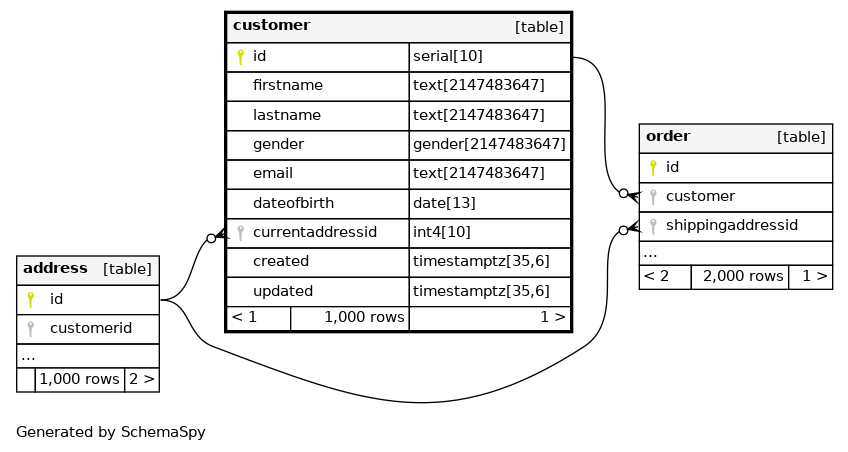 customer [table]
id serial[10]
firstname text[2147483647]
lastname text[2147483647]
gender gender[2147483647]
email text[2147483647]
dateofbirth date[13]
currentaddressid int4[10]
created timestamptz[35,6]
updated timestamptz[35,6]
< 1 1,000 rows 1 >
order [table]
id
customer
shippingaddressid
...
< 2 2,000 rows 1 >
address [table]
id
customerid
...
1,000 rows 2 >
Generated by SchemaSpy